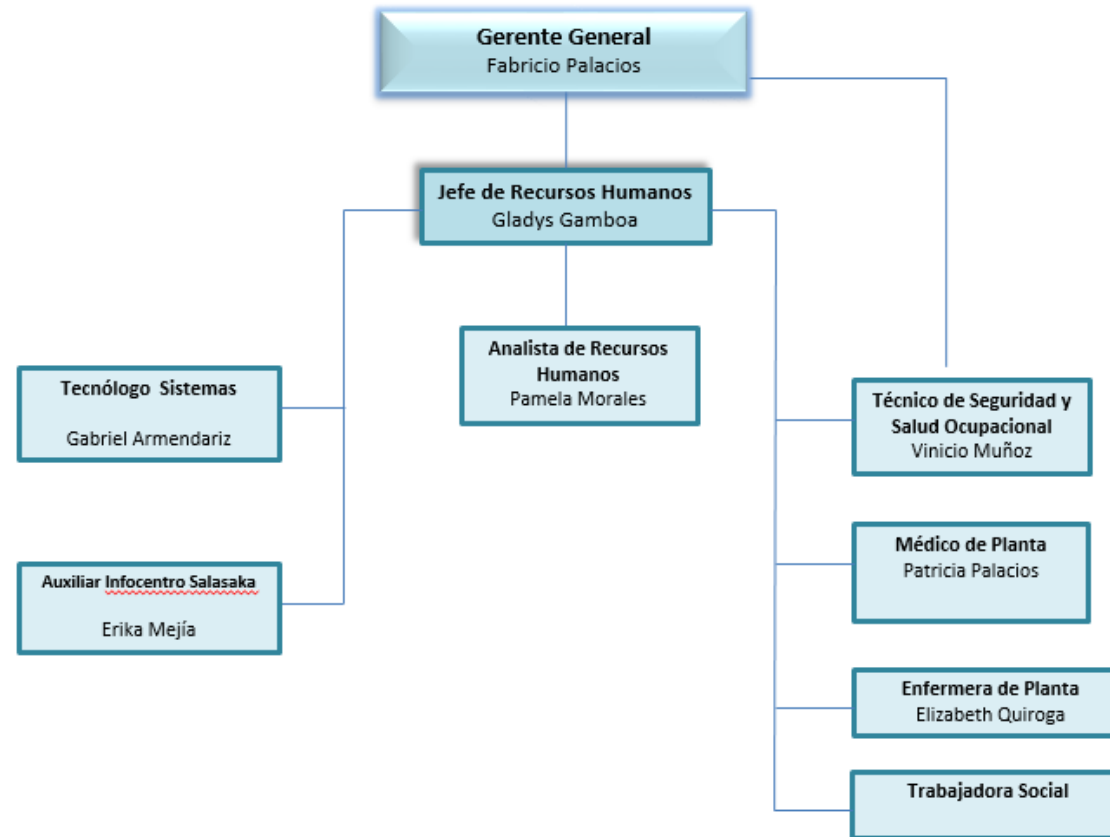 Gerente General
Fabricio Palacios
Jefe de Recursos Humanos
Gladys Gamboa
Analista de Recursos
Humanos
Pamela Morales
Tecnólogo  Sistemas
Gabriel Armendariz
Auxiliar Infocentro Salasaka
Erika Mejía
Técnico de Seguridad y
Salud Ocupacional
Vinicio Muñoz
Médico de Planta
Patricia Palacios
Enfermera de Planta
Elizabeth Quiroga
Trabajadora Social